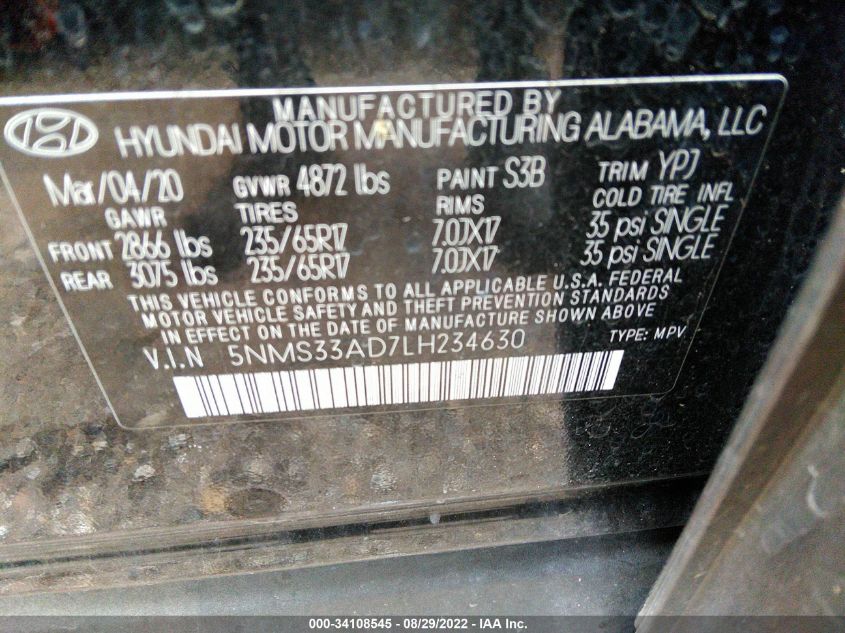 MANUFACTURED BY
HYUNDAI MOTOR MANUFACTURING ALABAMA, LLC
Mar/04/20 GVWR 4872 lbs PAINT S3B TRIM YPJ
GAWR TIRES RIMS COLD TIRE INFL
FRONT 2866 lbs 235/65R17 7.0JX17 35 psi SINGLE
REAR 3075 lbs 235/65R17 7.0JX17 35 psi SINGLE
THIS VEHICLE CONFORMS TO ALL APPLICABLE U.S.A. FEDERAL
MOTOR VEHICLE SAFETY AND THEFT PREVENTION STANDARDS
IN EFFECT ON THE DATE OF MANUFACTURE SHOWN ABOVE
V.I.N 5NMS33AD7LH234630 TYPE: MPV
000-34108545 - 08/29/2022 - IAA Inc.